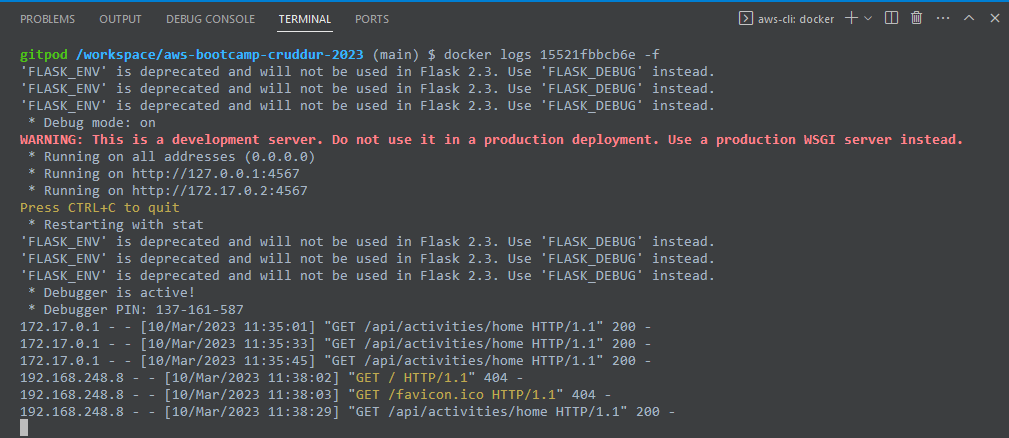 PROBLEMS OUTPUT DEBUG CONSOLE TERMINAL PORTS aws-cli: docker
gitpod /workspace/aws-bootcamp-cruddur-2023 (main) $ docker logs 15521fbbcb6e -f
'FLASK_ENV' is deprecated and will not be used in Flask 2.3. Use 'FLASK_DEBUG' instead.
'FLASK_ENV' is deprecated and will not be used in Flask 2.3. Use 'FLASK_DEBUG' instead.
'FLASK_ENV' is deprecated and will not be used in Flask 2.3. Use 'FLASK_DEBUG' instead.
 * Debug mode: on
WARNING: This is a development server. Do not use it in a production deployment. Use a production WSGI server instead.
 * Running on all addresses (0.0.0.0)
 * Running on http://127.0.0.1:4567
 * Running on http://172.17.0.2:4567
Press CTRL+C to quit
 * Restarting with stat
'FLASK_ENV' is deprecated and will not be used in Flask 2.3. Use 'FLASK_DEBUG' instead.
'FLASK_ENV' is deprecated and will not be used in Flask 2.3. Use 'FLASK_DEBUG' instead.
'FLASK_ENV' is deprecated and will not be used in Flask 2.3. Use 'FLASK_DEBUG' instead.
 * Debugger is active!
 * Debugger PIN: 137-161-587
172.17.0.1 - - [10/Mar/2023 11:35:01] "GET /api/activities/home HTTP/1.1" 200 -
172.17.0.1 - - [10/Mar/2023 11:35:33] "GET /api/activities/home HTTP/1.1" 200 -
172.17.0.1 - - [10/Mar/2023 11:35:45] "GET /api/activities/home HTTP/1.1" 200 -
192.168.248.8 - - [10/Mar/2023 11:38:02] "GET / HTTP/1.1" 404 -
192.168.248.8 - - [10/Mar/2023 11:38:03] "GET /favicon.ico HTTP/1.1" 404 -
192.168.248.8 - - [10/Mar/2023 11:38:29] "GET /api/activities/home HTTP/1.1" 200 -